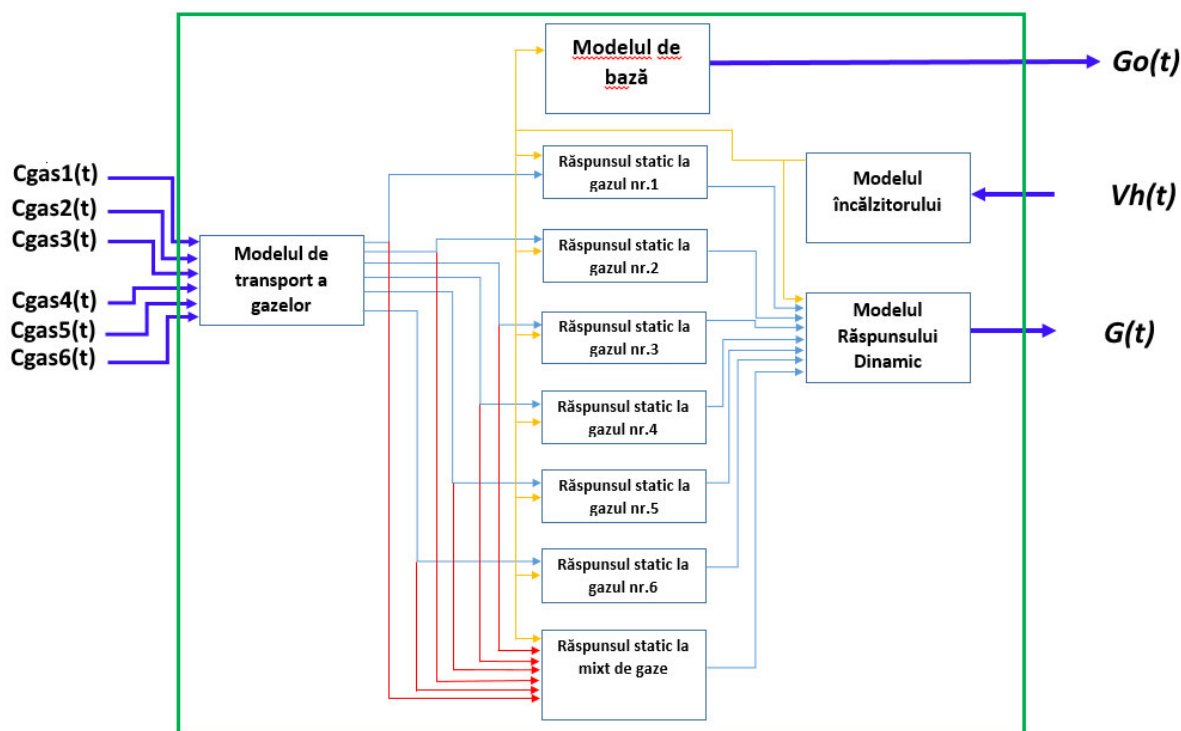 Modelul de
bază
Go(t)
Cgas1(t)
Cgas2(t)
Cgas3(t)
Cgas4(t)
Cgas5(t)
Cgas6(t)
Modelul de
transport a
gazelor
Răspunsul static la
gazul nr.1
Răspunsul static la
gazul nr.2
Răspunsul static la
gazul nr.3
Răspunsul static la
gazul nr.4
Răspunsul static la
gazul nr.5
Răspunsul static la
gazul nr.6
Răspunsul static la
mixt de gaze
Modelul
încălzitorului
Vh(t)
Modelul
Răspunsului
Dinamic
G(t)